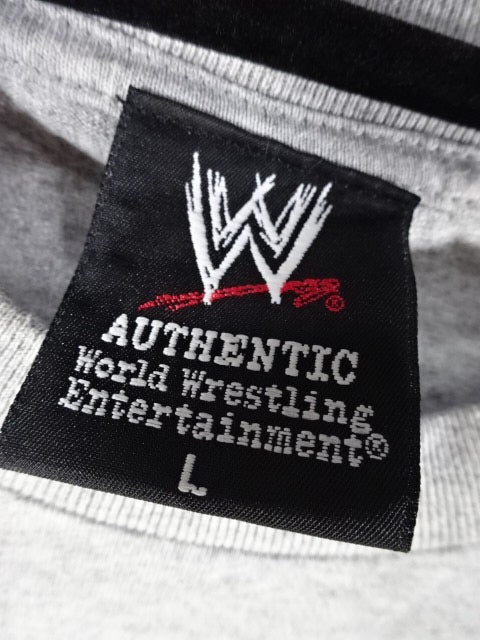 W®
AUTHENTIC
World Wrestling
Entertainment®
L